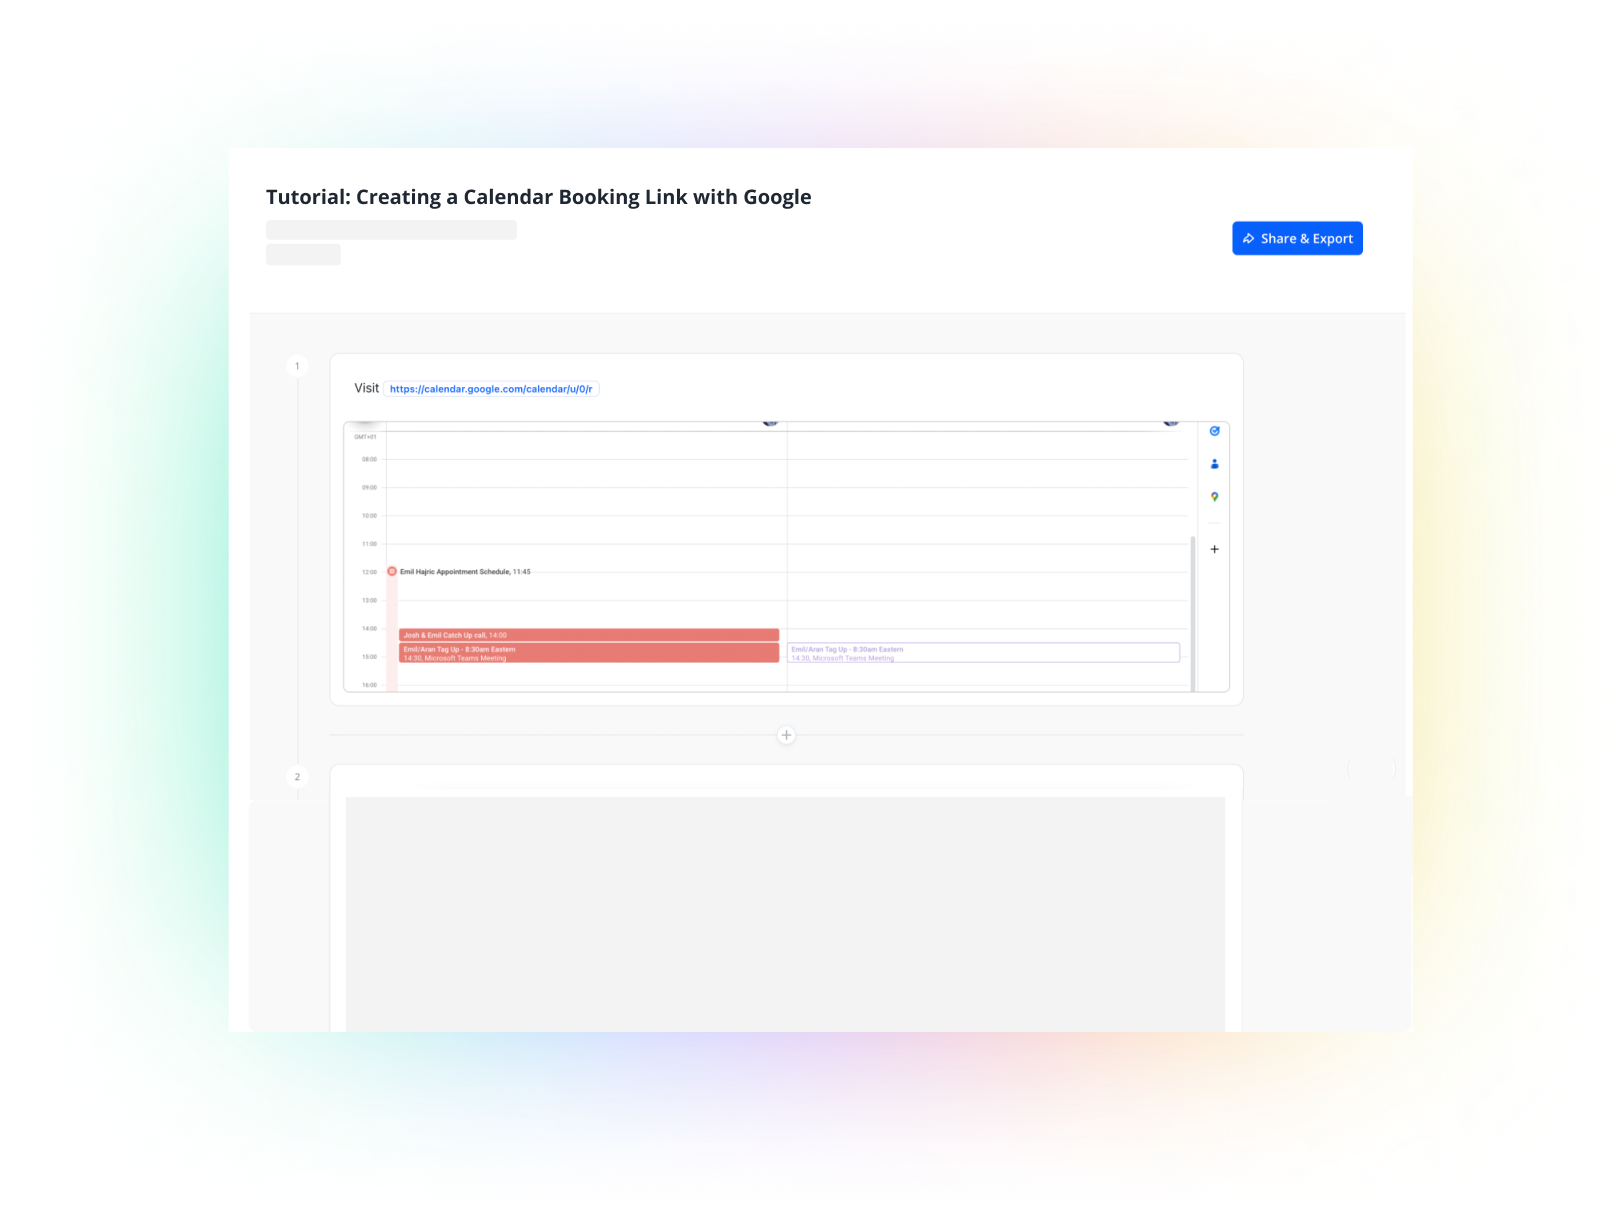 Tutorial: Creating a Calendar Booking Link with Google
Share & Export
1
Visit https://calendar.google.com/calendar/u/0/r
GMT+01
08:00
09:00
10:00
11:00
12:00
Emil Hajric Appointment Schedule, 11:45
13:00
14:00
Josh & Emil Catch Up call, 14:00
Emil/Aran Tag Up - 8:30am Eastern
14:30, Microsoft Teams Meeting
Emil/Aran Tag Up - 8:30am Eastern
14:30, Microsoft Teams Meeting
15:00
16:00
2